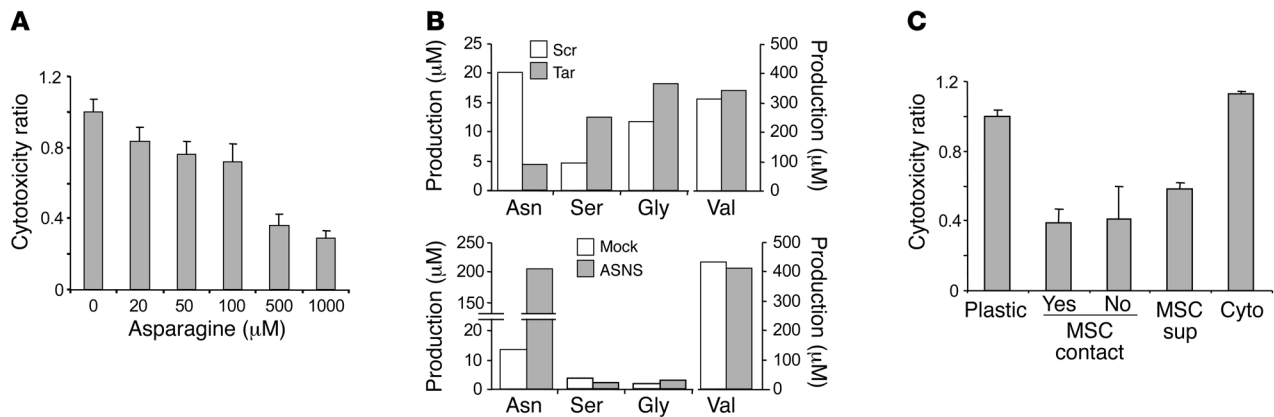 A
Cytotoxicity ratio
1.2
0.8
0.4
0
0 20 50 100 500 1000
Asparagine (μM)
B
Production (μM)
25
20
15
10
5
0
Scr
Tar
500
400
300
200
100
0
Production (μM)
Asn Ser Gly Val
Production (μM)
250
200
150
20
10
0
Mock
ASNS
500
400
300
200
100
0
Production (μM)
Asn Ser Gly Val
C
Cytotoxicity ratio
1.2
0.8
0.4
0
Plastic Yes No MSC Cyto
MSC sup
contact